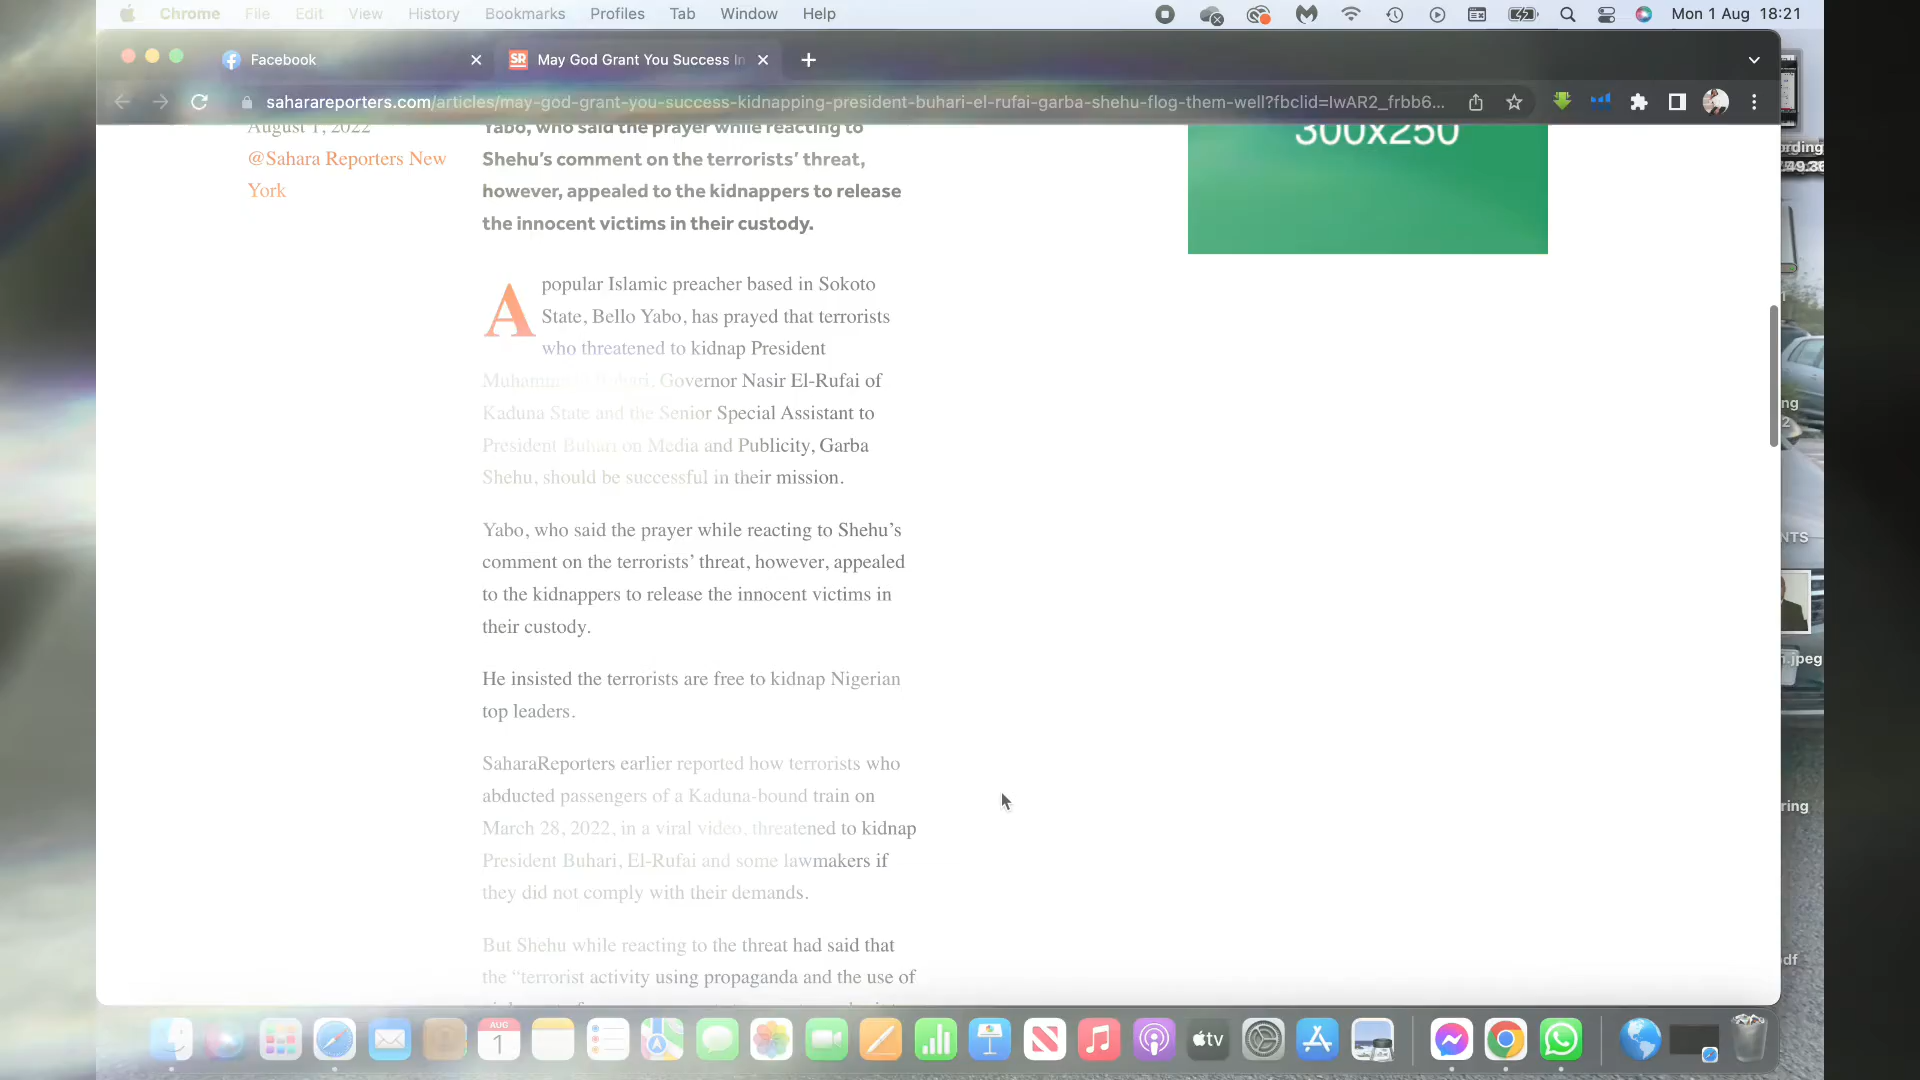 Chrome File Edit View History Bookmarks Profiles Tab Window Help Mon 1 Aug 18:21
Facebook May God Grant You Success In
saharareporters.com/articles/may-god-grant-you-success-kidnapping-president-buhari-el-rufai-garba-shehu-flog-them-well?fbclid=IwAR2_frbb6...
August 1, 2022
@Sahara Reporters New
York
Yabo, who said the prayer while reacting to
Shehu’s comment on the terrorists’ threat,
however, appealed to the kidnappers to release
the innocent victims in their custody.
300x250
A popular Islamic preacher based in Sokoto
State, Bello Yabo, has prayed that terrorists
who threatened to kidnap President
Muhammadu Buhari, Governor Nasir El-Rufai of
Kaduna State and the Senior Special Assistant to
President Buhari on Media and Publicity, Garba
Shehu, should be successful in their mission.
Yabo, who said the prayer while reacting to Shehu’s
comment on the terrorists’ threat, however, appealed
to the kidnappers to release the innocent victims in
their custody.
He insisted the terrorists are free to kidnap Nigerian
top leaders.
SaharaReporters earlier reported how terrorists who
abducted passengers of a Kaduna-bound train on
March 28, 2022, in a viral video, threatened to kidnap
President Buhari, El-Rufai and some lawmakers if
they did not comply with their demands.
But Shehu while reacting to the threat had said that
the “terrorist activity using propaganda and the use of
AUG
1
tv